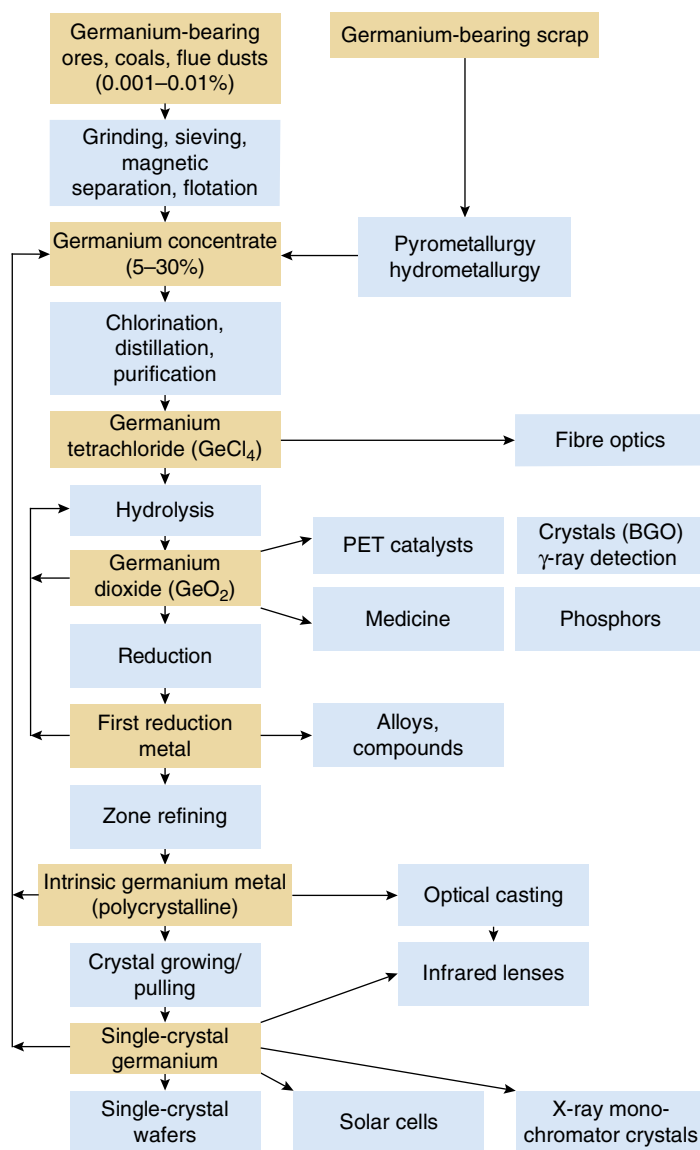 Germanium-bearing
ores, coals, flue dusts
(0.001–0.01%)
Germanium-bearing scrap
Grinding, sieving,
magnetic
separation, flotation
Germanium concentrate
(5–30%)
Pyrometallurgy
hydrometallurgy
Chlorination,
distillation,
purification
Germanium
tetrachloride (GeCl₄)
Fibre optics
Hydrolysis
PET catalysts
Crystals (BGO)
γ-ray detection
Germanium
dioxide (GeO₂)
Medicine
Phosphors
Reduction
First reduction
metal
Alloys,
compounds
Zone refining
Intrinsic germanium metal
(polycrystalline)
Optical casting
Crystal growing/
pulling
Infrared lenses
Single-crystal
germanium
Single-crystal
wafers
Solar cells
X-ray mono-
chromator crystals